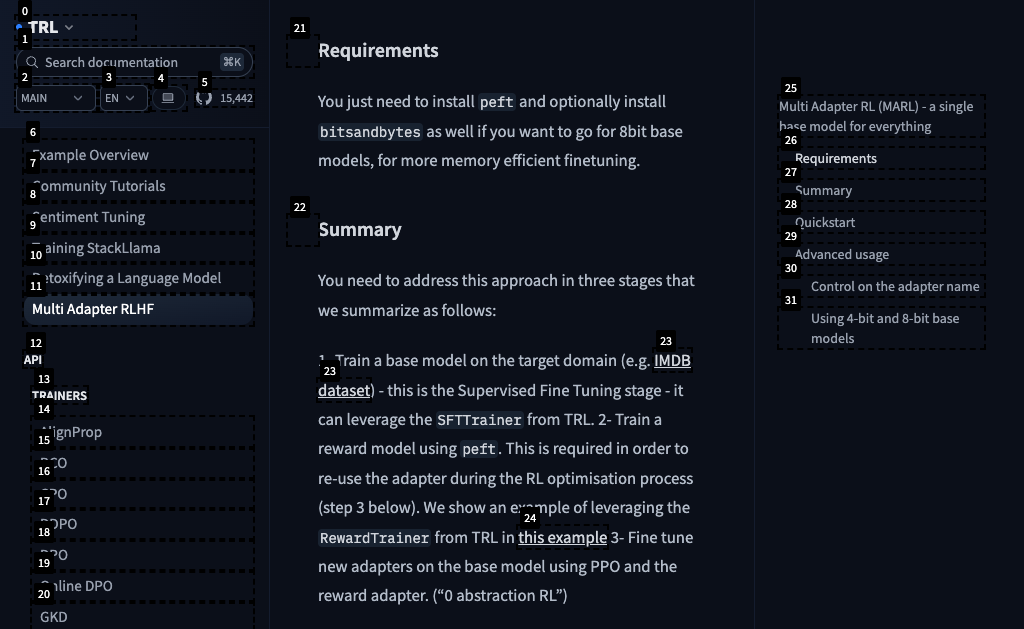 0
TRL
1
Search documentation ⌘K
2 3 4 5
MAIN EN 15,442
6
Example Overview
7
Community Tutorials
8
Sentiment Tuning
9
Training StackLlama
10
Detoxifying a Language Model
11
Multi Adapter RLHF
12
API
13
TRAINERS
14
AlignProp
15
16
17
18
19
Online DPO
20
GKD
21
Requirements
You just need to install peft and optionally install
bitsandbytes as well if you want to go for 8bit base
models, for more memory efficient finetuning.
22
Summary
You need to address this approach in three stages that
we summarize as follows:
23
1- Train a base model on the target domain (e.g. IMDB
23
dataset) - this is the Supervised Fine Tuning stage - it
can leverage the SFTTrainer from TRL. 2- Train a
reward model using peft. This is required in order to
re-use the adapter during the RL optimisation process
(step 3 below). We show an example of leveraging the
24
RewardTrainer from TRL in this example 3- Fine tune
new adapters on the base model using PPO and the
reward adapter. (“0 abstraction RL”)
25
Multi Adapter RL (MARL) - a single
base model for everything
26
Requirements
27
Summary
28
Quickstart
29
Advanced usage
30
Control on the adapter name
31
Using 4-bit and 8-bit base
models